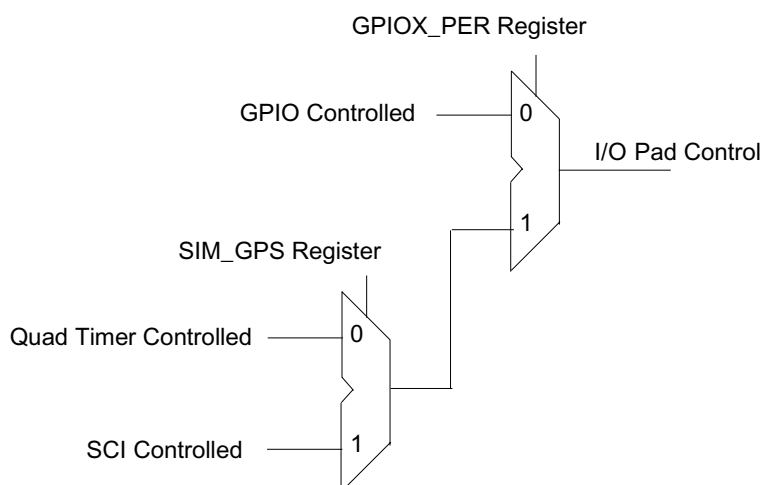 GPIOX_PER Register
GPIO Controlled
0
I/O Pad Control
1
SIM_GPS Register
Quad Timer Controlled
0
SCI Controlled
1